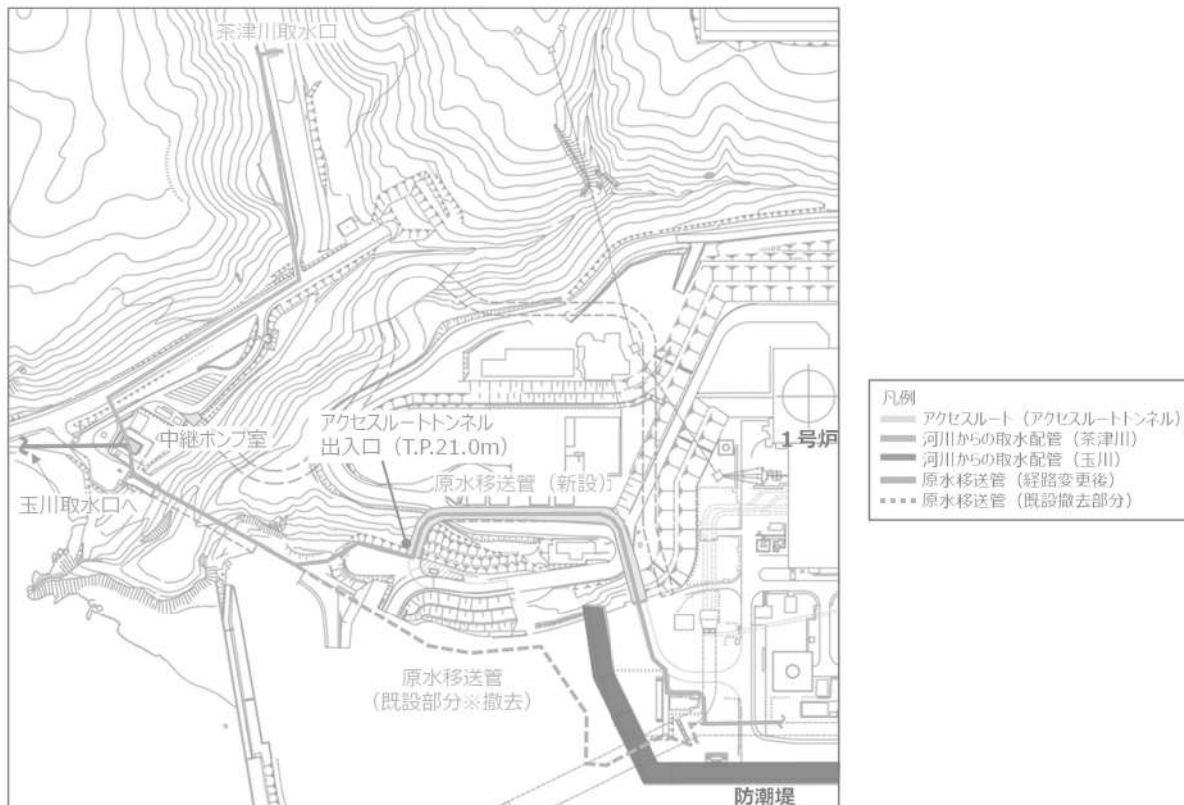 茶津川取水口
アクセスルートトンネル
出入口（T.P.21.0m）
中継ポンプ室
1号炉
原水移送管（新設）
玉川取水口へ
原水移送管
（既設部分※撤去）
防潮堤
凡例
アクセスルート（アクセスルートトンネル）
河川からの取水配管（茶津川）
河川からの取水配管（玉川）
原水移送管（経路変更後）
原水移送管（既設撤去部分）